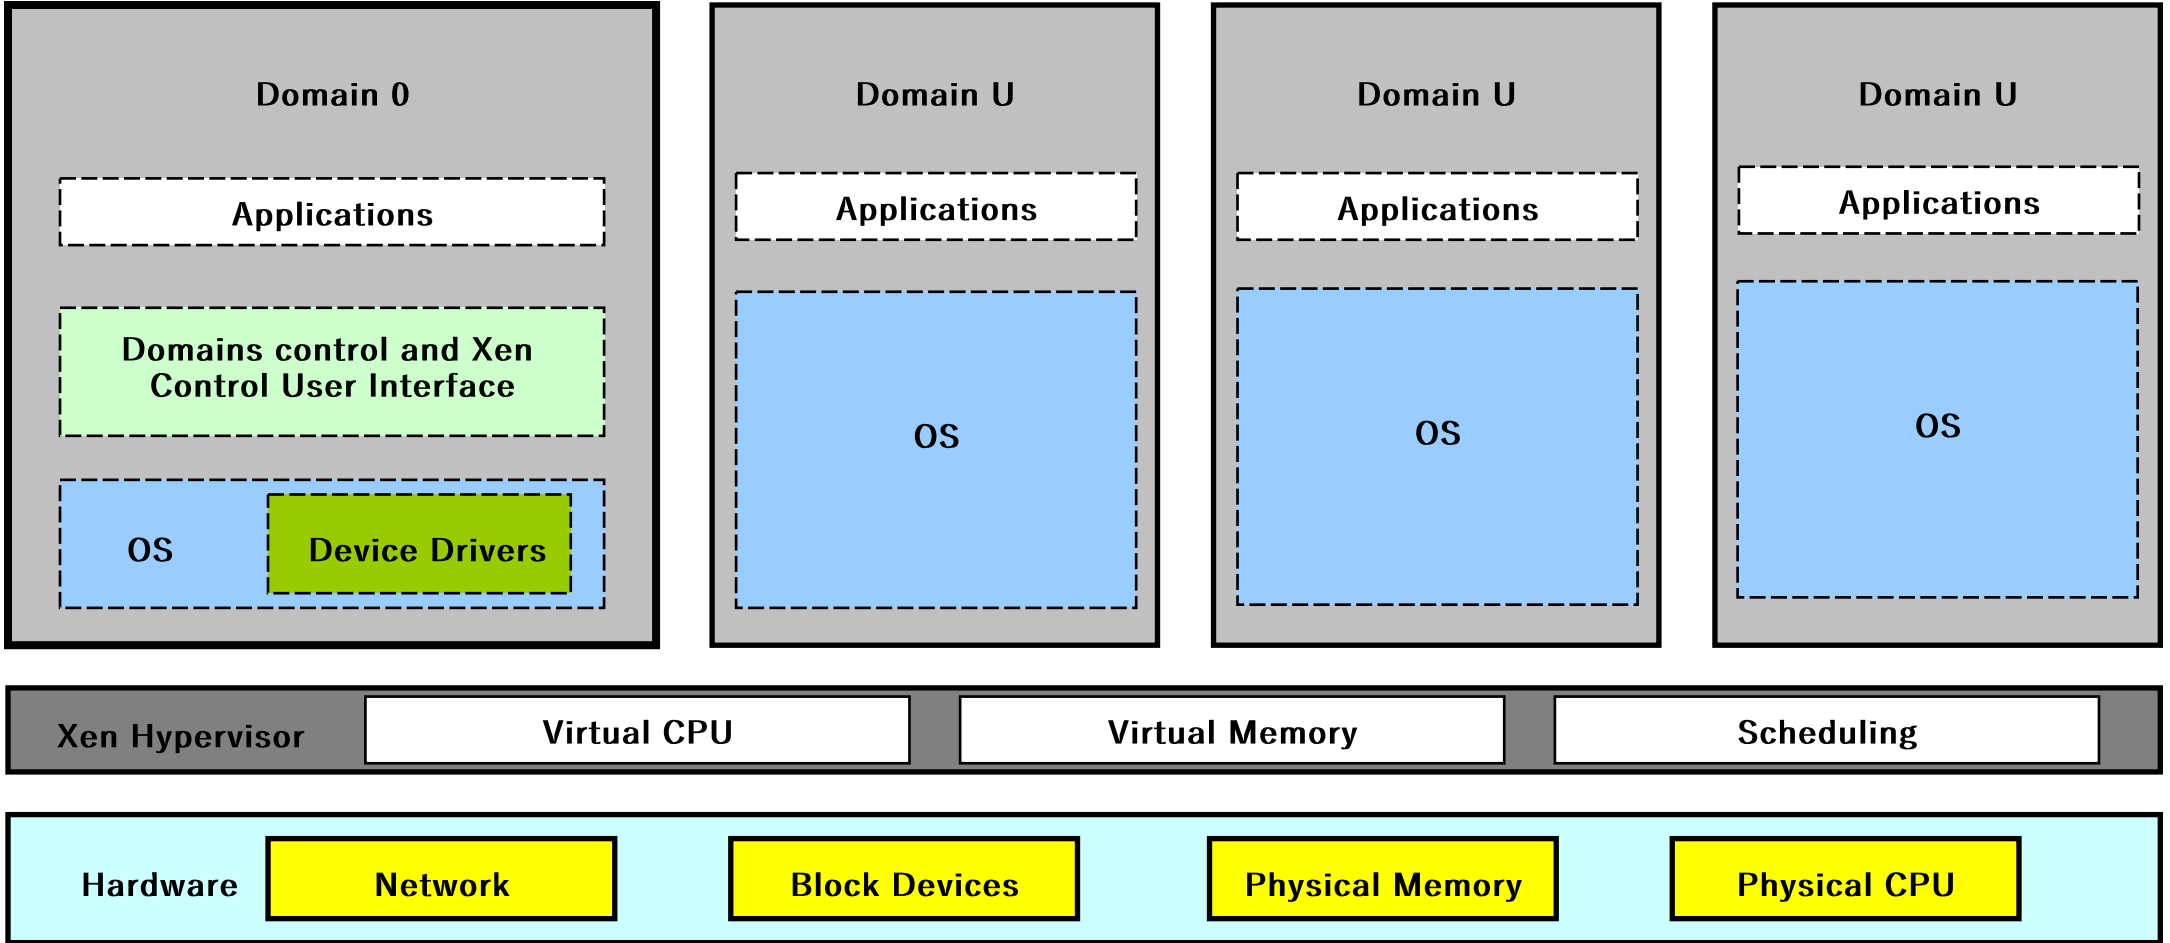 Domain 0
Applications
Domains control and Xen
Control User Interface
OS
Device Drivers
Domain U
Applications
OS
Domain U
Applications
OS
Domain U
Applications
OS
Xen Hypervisor
Virtual CPU
Virtual Memory
Scheduling
Hardware
Network
Block Devices
Physical Memory
Physical CPU